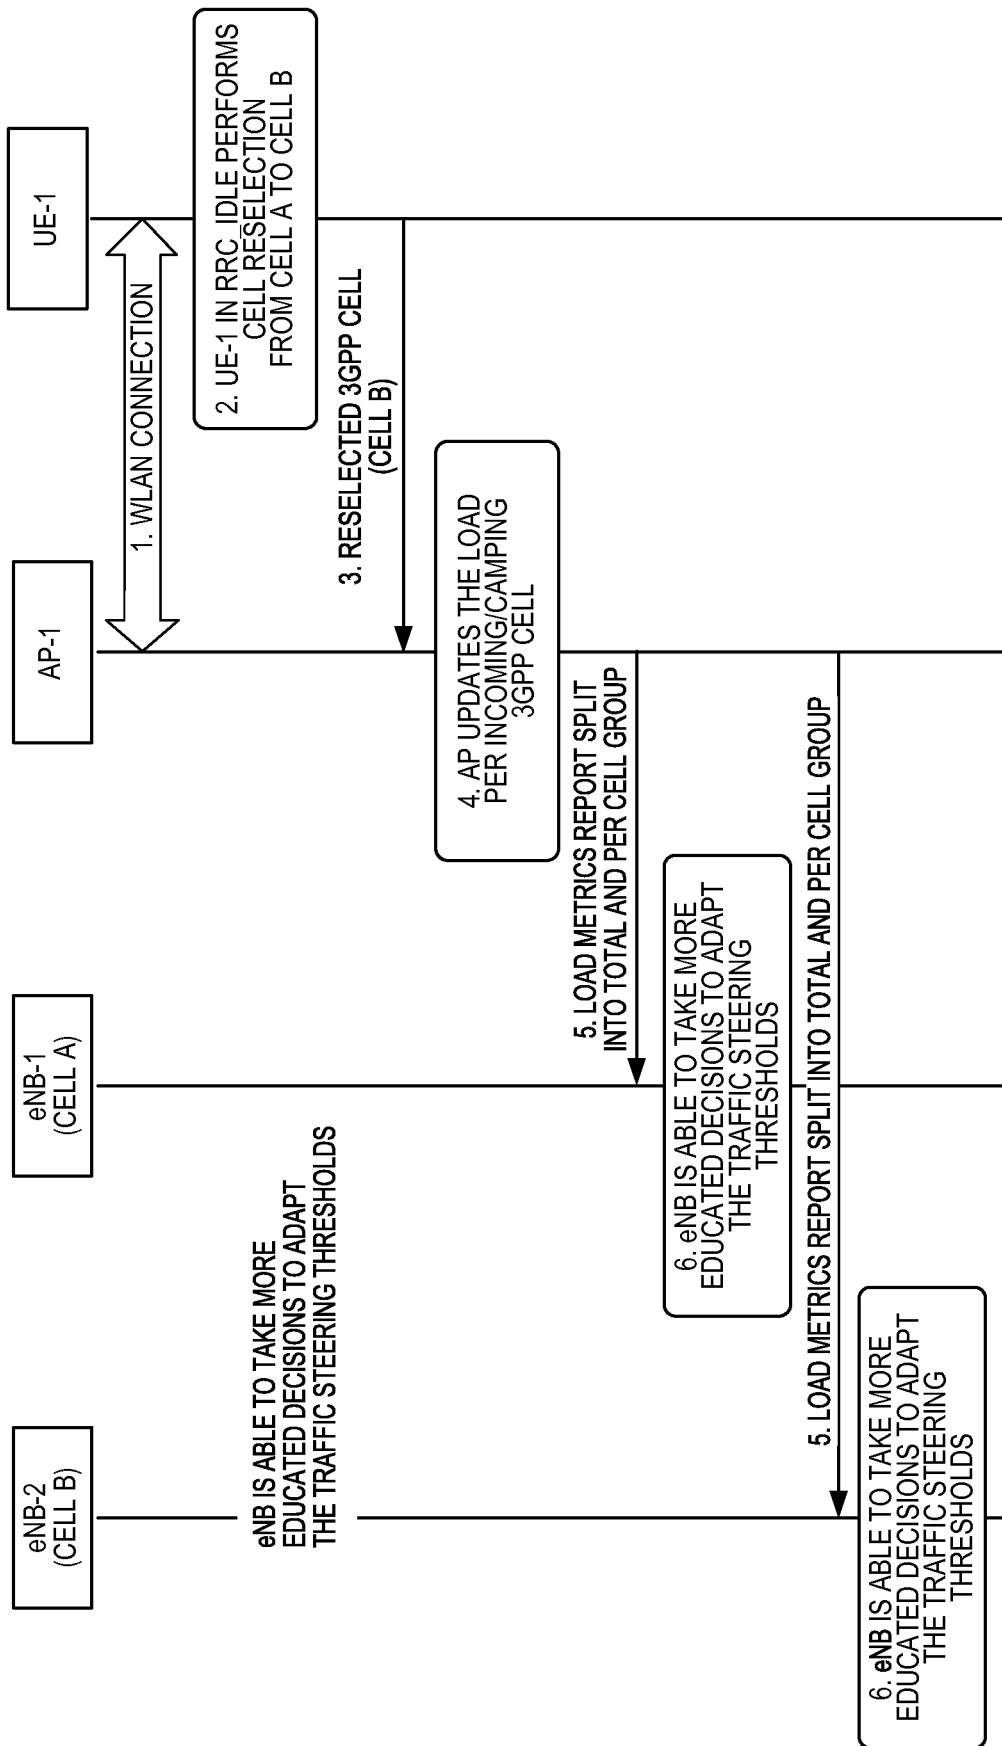 eNB-2
(CELL B)
eNB-1
(CELL A)
AP-1
UE-1
1. WLAN CONNECTION
2. UE-1 IN RRC_IDLE PERFORMS
CELL RESELECTION
FROM CELL A TO CELL B
eNB IS ABLE TO TAKE MORE
EDUCATED DECISIONS TO ADAPT
THE TRAFFIC STEERING THRESHOLDS
3. RESELECTED 3GPP CELL
(CELL B)
4. AP UPDATES THE LOAD
PER INCOMING/CAMPING
3GPP CELL
5. LOAD METRICS REPORT SPLIT
INTO TOTAL AND PER CELL GROUP
6. eNB IS ABLE TO TAKE MORE
EDUCATED DECISIONS TO ADAPT
THE TRAFFIC STEERING
THRESHOLDS
5. LOAD METRICS REPORT SPLIT INTO TOTAL AND PER CELL GROUP
6. eNB IS ABLE TO TAKE MORE
EDUCATED DECISIONS TO ADAPT
THE TRAFFIC STEERING
THRESHOLDS